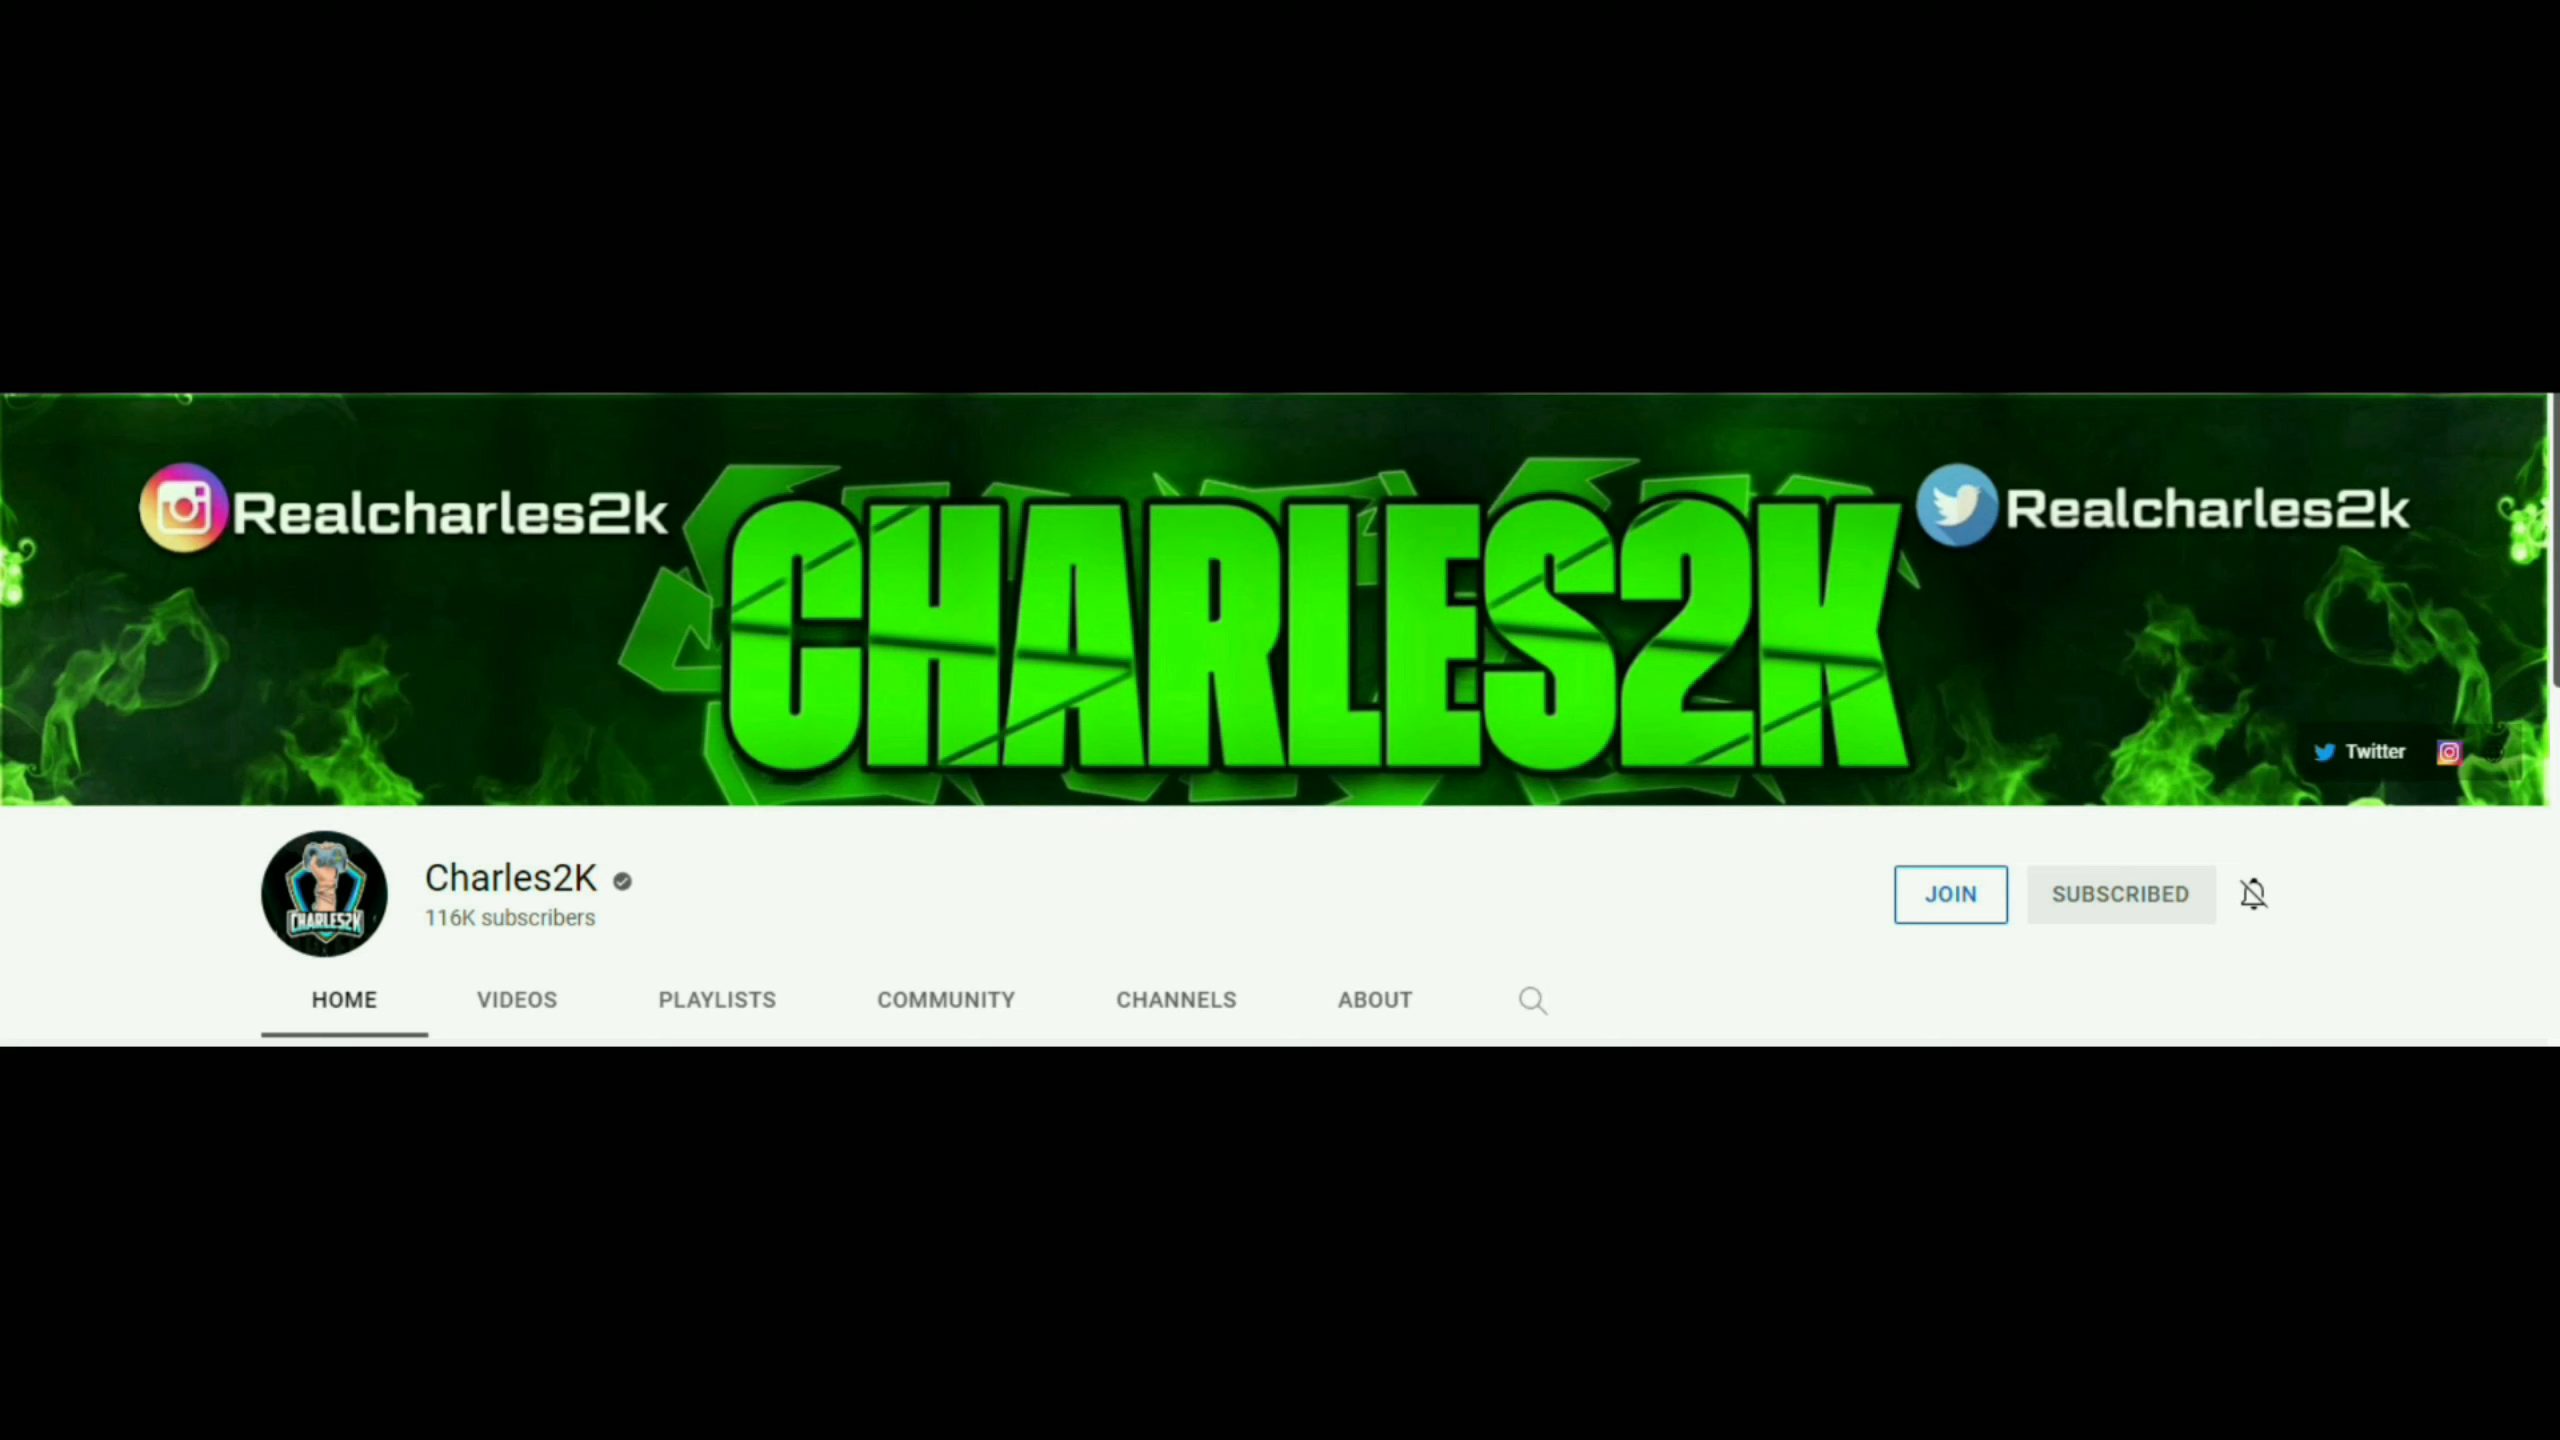 Realcharles2k
CHARLES2K
Realcharles2k
Twitter
CHARLES2K
Charles2K
116K subscribers
JOIN
SUBSCRIBED
HOME
VIDEOS
PLAYLISTS
COMMUNITY
CHANNELS
ABOUT